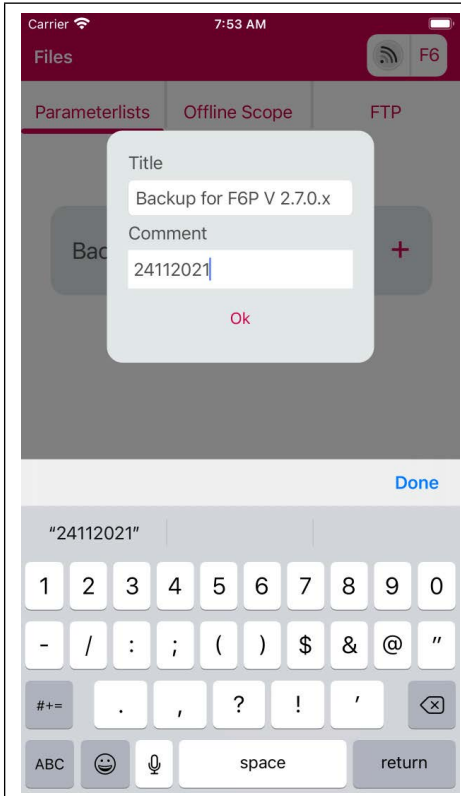 Carrier 7:53 AM
Files F6
Parameterlists Offline Scope FTP
Title
Backup for F6P V 2.7.0.x
Comment
Bac +
24112021
Ok
Done
“24112021”
1 2 3 4 5 6 7 8 9 0
- / : ; ( ) $ & @ "
#+= . , ? ! '
ABC space return